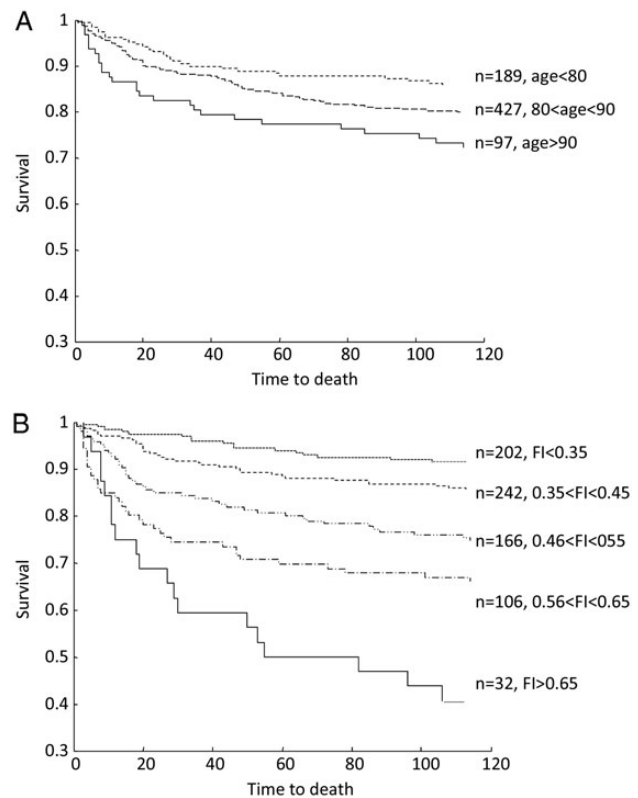 A
1
0.9
0.8
0.7
0.6
0.5
0.4
0.3
Survival
0 20 40 60 80 100 120
Time to death
n=189, age<80
n=427, 80<age<90
n=97, age>90
B
1
0.9
0.8
0.7
0.6
0.5
0.4
0.3
Survival
0 20 40 60 80 100 120
Time to death
n=202, FI<0.35
n=242, 0.35<FI<0.45
n=166, 0.46<FI<055
n=106, 0.56<FI<0.65
n=32, FI>0.65